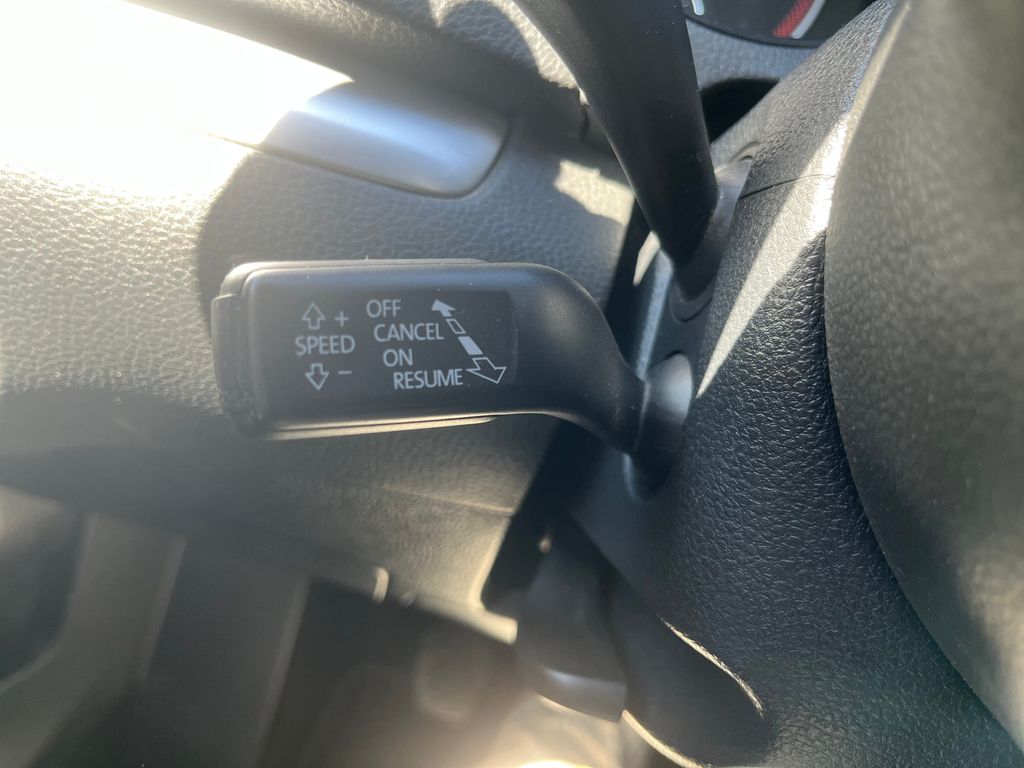 +
SPEED
-
OFF
CANCEL
ON
RESUME